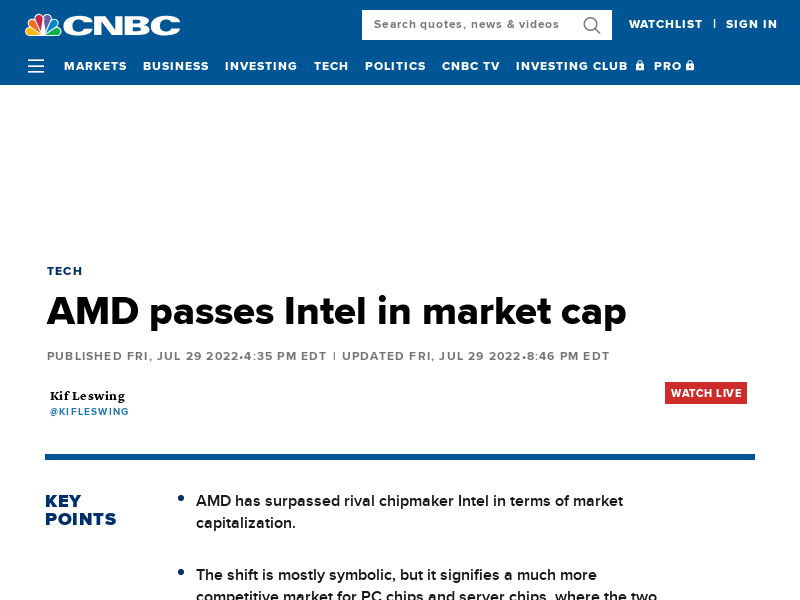 CNBC
Search quotes, news & videos
WATCHLIST | SIGN IN
MARKETS BUSINESS INVESTING TECH POLITICS CNBC TV INVESTING CLUB PRO
TECH
AMD passes Intel in market cap
PUBLISHED FRI, JUL 29 2022•4:35 PM EDT | UPDATED FRI, JUL 29 2022•8:46 PM EDT
Kif Leswing
@KIFLESWING
WATCH LIVE
KEY
POINTS
• AMD has surpassed rival chipmaker Intel in terms of market
capitalization.
• The shift is mostly symbolic, but it signifies a much more
competitive market for PC chips and server chips, where the two